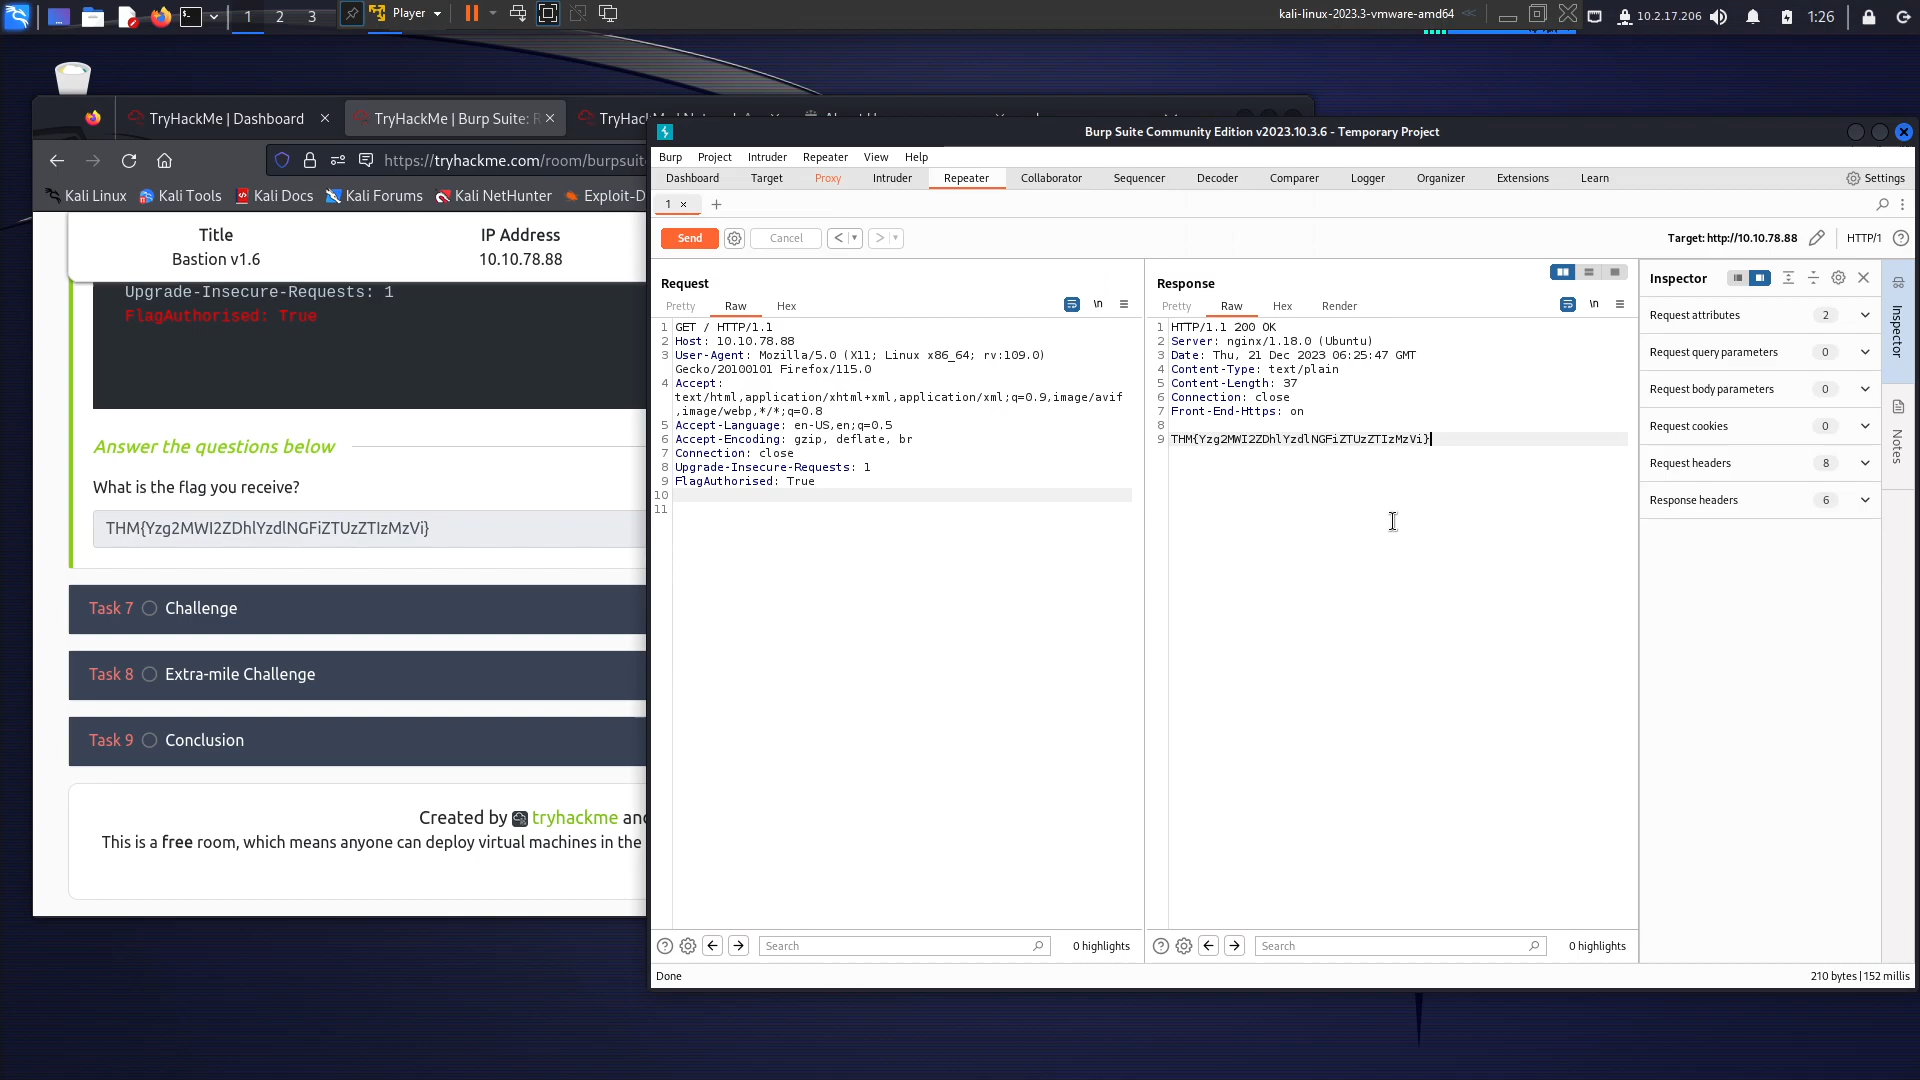 1 2 3 Player kali-linux-2023.3-vmware-amd64 10.2.17.206 1:26
TryHackMe | Dashboard TryHackMe | Burp Suite: R
https://tryhackme.com/room/burpsuit
Kali Linux Kali Tools Kali Docs Kali Forums Kali NetHunter Exploit-D
Title IP Address
Bastion v1.6 10.10.78.88
Upgrade-Insecure-Requests: 1
FlagAuthorised: True
Answer the questions below
What is the flag you receive?
THM{Yzg2MWI2ZDhlYzdlNGFiZTUzZTIzMzVi}
Task 7 Challenge
Task 8 Extra-mile Challenge
Task 9 Conclusion
Created by tryhackme and
This is a free room, which means anyone can deploy virtual machines in the
Burp Suite Community Edition v2023.10.3.6 - Temporary Project
Burp Project Intruder Repeater View Help
Dashboard Target Proxy Intruder Repeater Collaborator Sequencer Decoder Comparer Logger Organizer Extensions Learn Settings
1 × +
Send Cancel < > Target: http://10.10.78.88 HTTP/1
Request
Pretty Raw Hex \n
1 GET / HTTP/1.1
2 Host: 10.10.78.88
3 User-Agent: Mozilla/5.0 (X11; Linux x86_64; rv:109.0)
Gecko/20100101 Firefox/115.0
4 Accept:
text/html,application/xhtml+xml,application/xml;q=0.9,image/avif
,image/webp,*/*;q=0.8
5 Accept-Language: en-US,en;q=0.5
6 Accept-Encoding: gzip, deflate, br
7 Connection: close
8 Upgrade-Insecure-Requests: 1
9 FlagAuthorised: True
10
11
Search 0 highlights
Response
Pretty Raw Hex Render \n
1 HTTP/1.1 200 OK
2 Server: nginx/1.18.0 (Ubuntu)
3 Date: Thu, 21 Dec 2023 06:25:47 GMT
4 Content-Type: text/plain
5 Content-Length: 37
6 Connection: close
7 Front-End-Https: on
8
9 THM{Yzg2MWI2ZDhlYzdlNGFiZTUzZTIzMzVi}
Search 0 highlights
Inspector
Request attributes 2
Request query parameters 0
Request body parameters 0
Request cookies 0
Request headers 8
Response headers 6
Inspector
Notes
Done 210 bytes | 152 millis